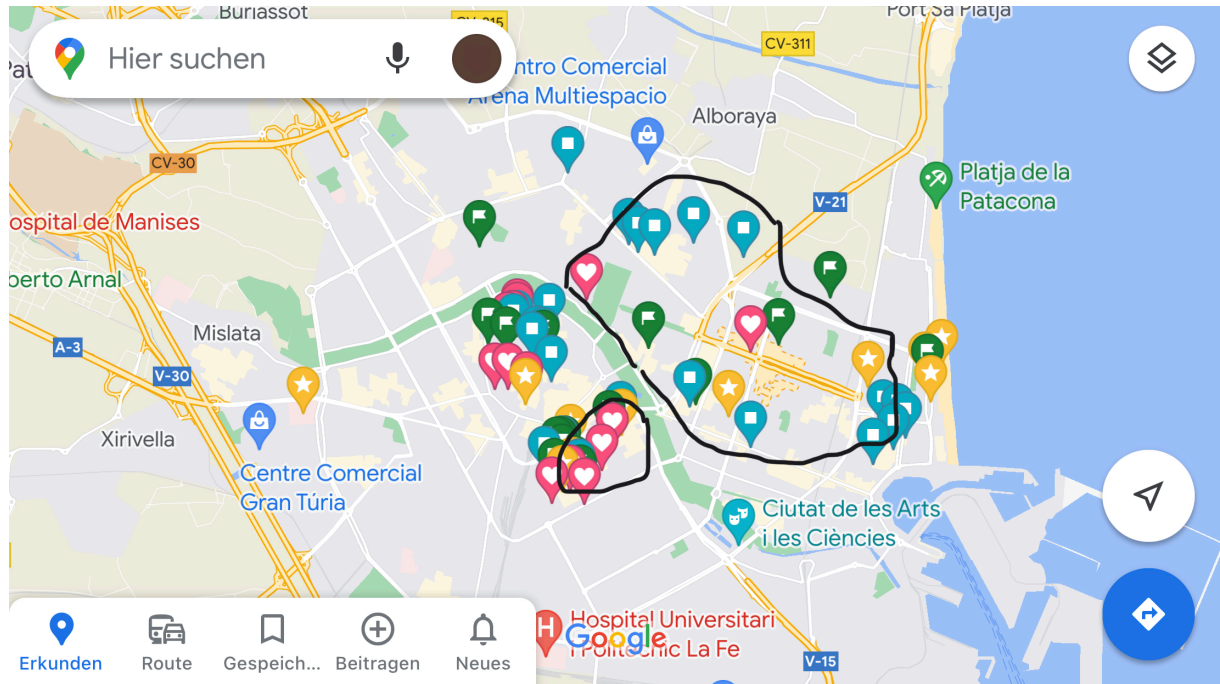 Burjassot
CV-315
Port Sa Platja
CV-311
Hier suchen
ntro Comercial
Arena Multiespacio
Alboraya
CV-30
Platja de la
Patacona
V-21
ospital de Manises
berto Arnal
Mislata
A-3
V-30
Xirivella
Centre Comercial
Gran Túria
Ciutat de les Arts
i les Ciències
Hospital Universitari
i Politècnic La Fe
H
Google
V-15
Erkunden
Route
Gespeich...
Beitragen
Neues